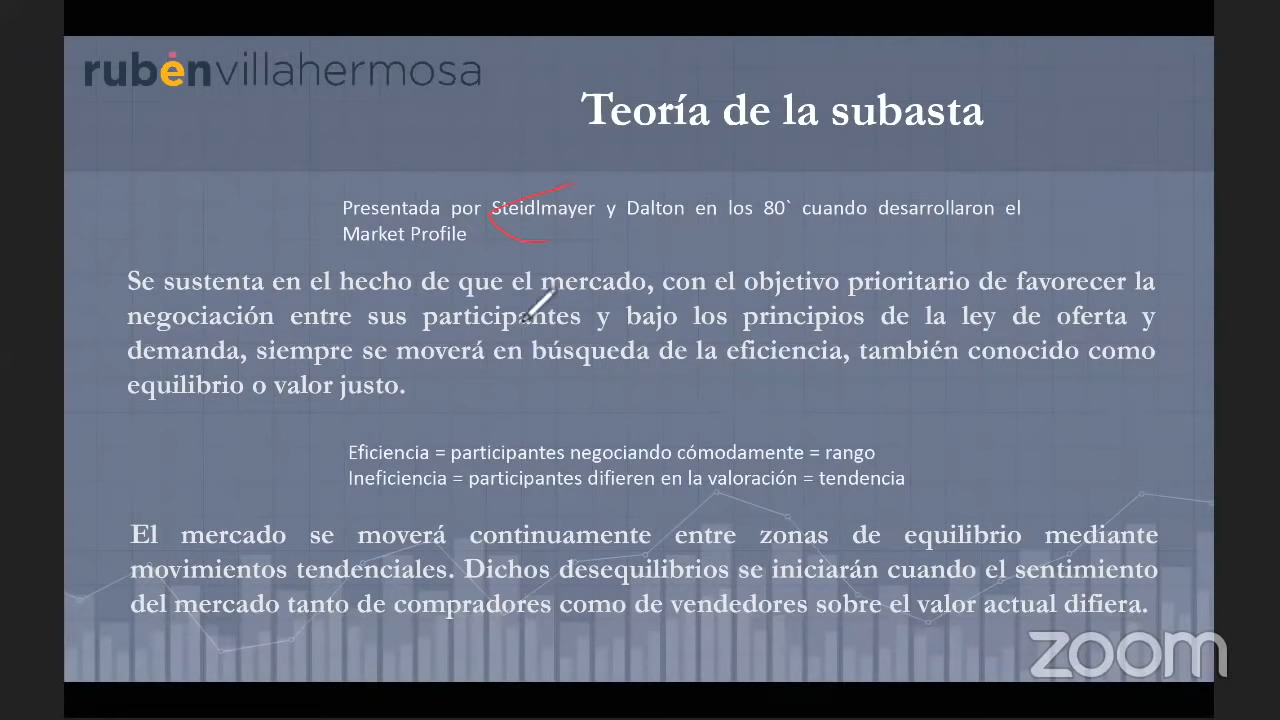 rubénvillahermosa
Teoría de la subasta
Presentada por Steidlmayer y Dalton en los 80` cuando desarrollaron el
Market Profile
Se sustenta en el hecho de que el mercado, con el objetivo prioritario de favorecer la
negociación entre sus participantes y bajo los principios de la ley de oferta y
demanda, siempre se moverá en búsqueda de la eficiencia, también conocido como
equilibrio o valor justo.
Eficiencia = participantes negociando cómodamente = rango
Ineficiencia = participantes difieren en la valoración = tendencia
El mercado se moverá continuamente entre zonas de equilibrio mediante
movimientos tendenciales. Dichos desequilibrios se iniciarán cuando el sentimiento
del mercado tanto de compradores como de vendedores sobre el valor actual difiera.
zoom